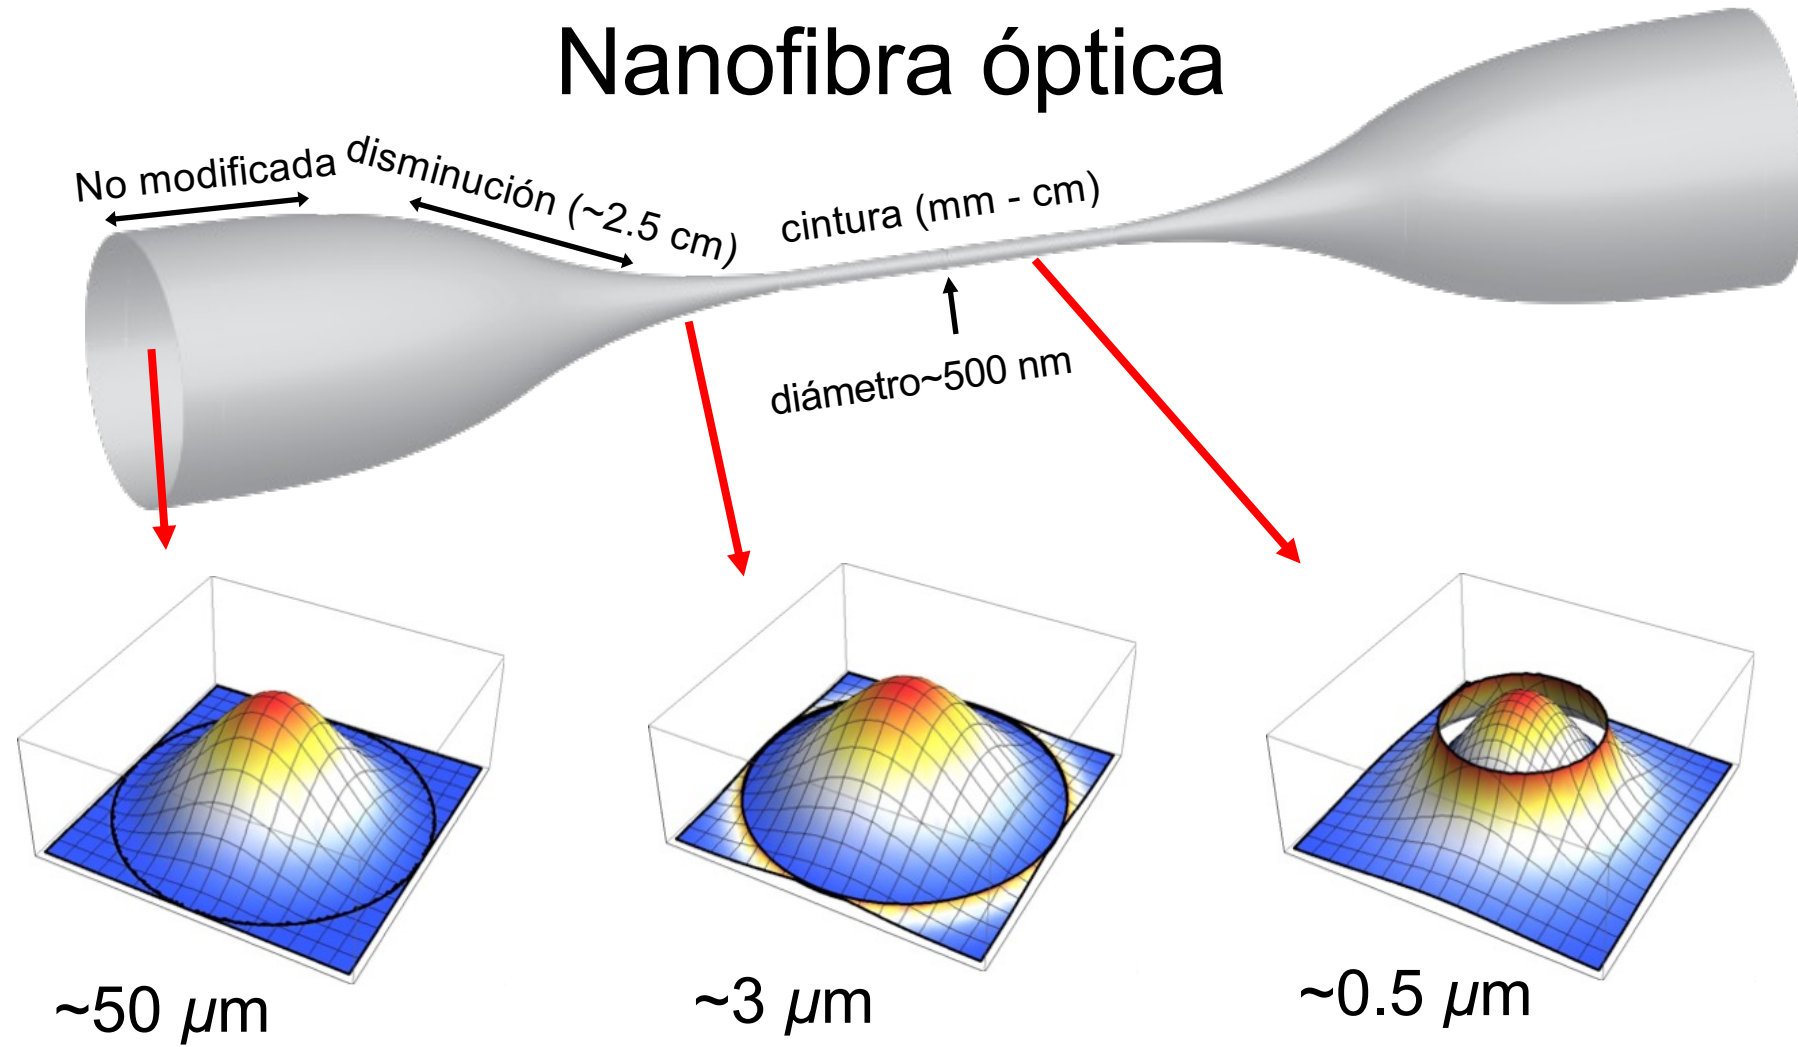 Nanofibra óptica
No modificada
disminución (~2.5 cm)
cintura (mm - cm)
diámetro~500 nm
~50 µm
~3 µm
~0.5 µm